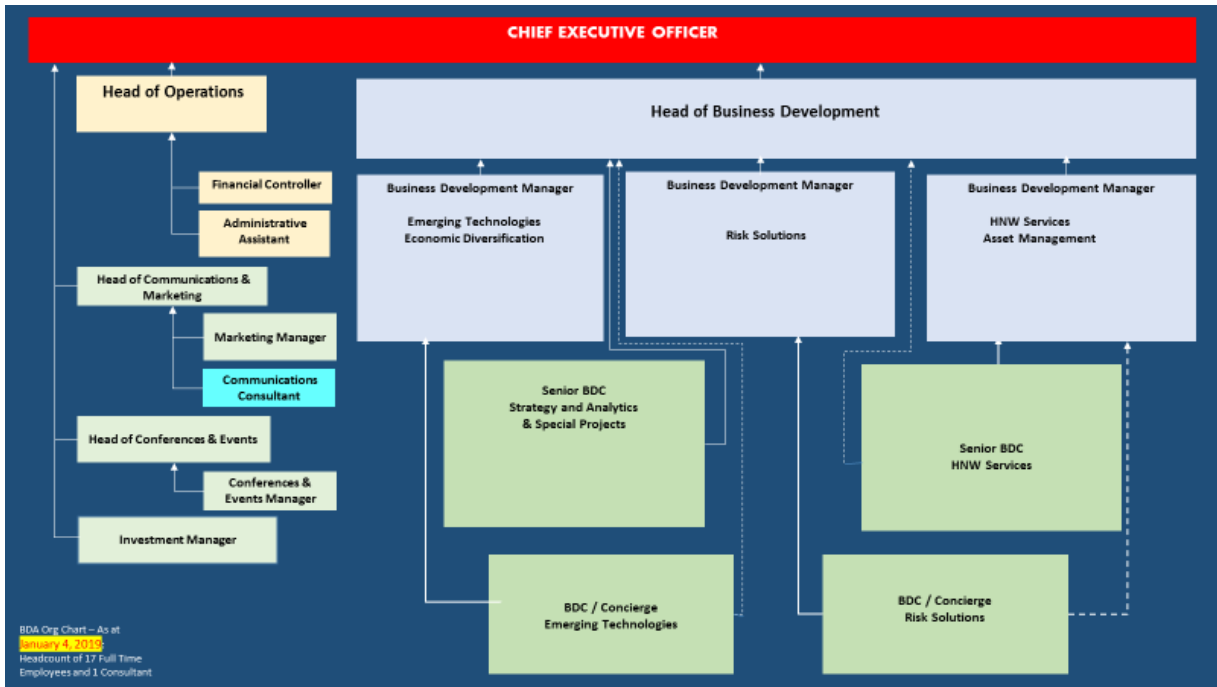 CHIEF EXECUTIVE OFFICER
Head of Operations
Financial Controller
Administrative
Assistant
Head of Communications &
Marketing
Marketing Manager
Communications
Consultant
Head of Conferences & Events
Conferences &
Events Manager
Investment Manager
Head of Business Development
Business Development Manager
Emerging Technologies
Economic Diversification
Business Development Manager
Risk Solutions
Business Development Manager
HNW Services
Asset Management
Senior BDC
Strategy and Analytics
& Special Projects
Senior BDC
HNW Services
BDC / Concierge
Emerging Technologies
BDC / Concierge
Risk Solutions
BDA Org Chart – As at
January 4, 2019:
Headcount of 17 Full Time
Employees and 1 Consultant